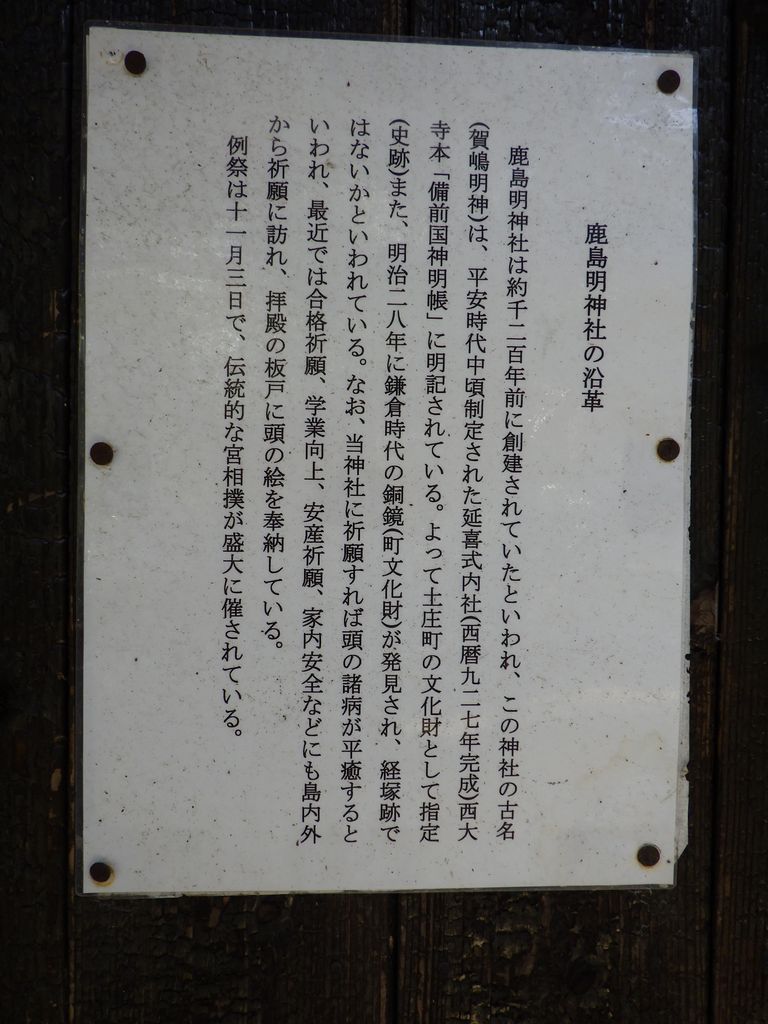 鹿島明神社の沿革
鹿島明神社は約千二百年前に創建されていたといわれ、この神社の古名
(賀嶋明神)は、平安時代中頃制定された延喜式内社(西暦九二七年完成)西大
寺本「備前国神明帳」に明記されている。よって土庄町の文化財として指定
(史跡)また、明治二八年に鎌倉時代の銅鏡(町文化財)が発見され、経塚跡で
はないかといわれている。なお、当神社に祈願すれば頭の諸病が平癒すると
いわれ、最近では合格祈願、学業向上、安産祈願、家内安全などにも島内外
から祈願に訪れ、拝殿の板戸に頭の絵を奉納している。
例祭は十一月三日で、伝統的な宮相撲が盛大に催されている。